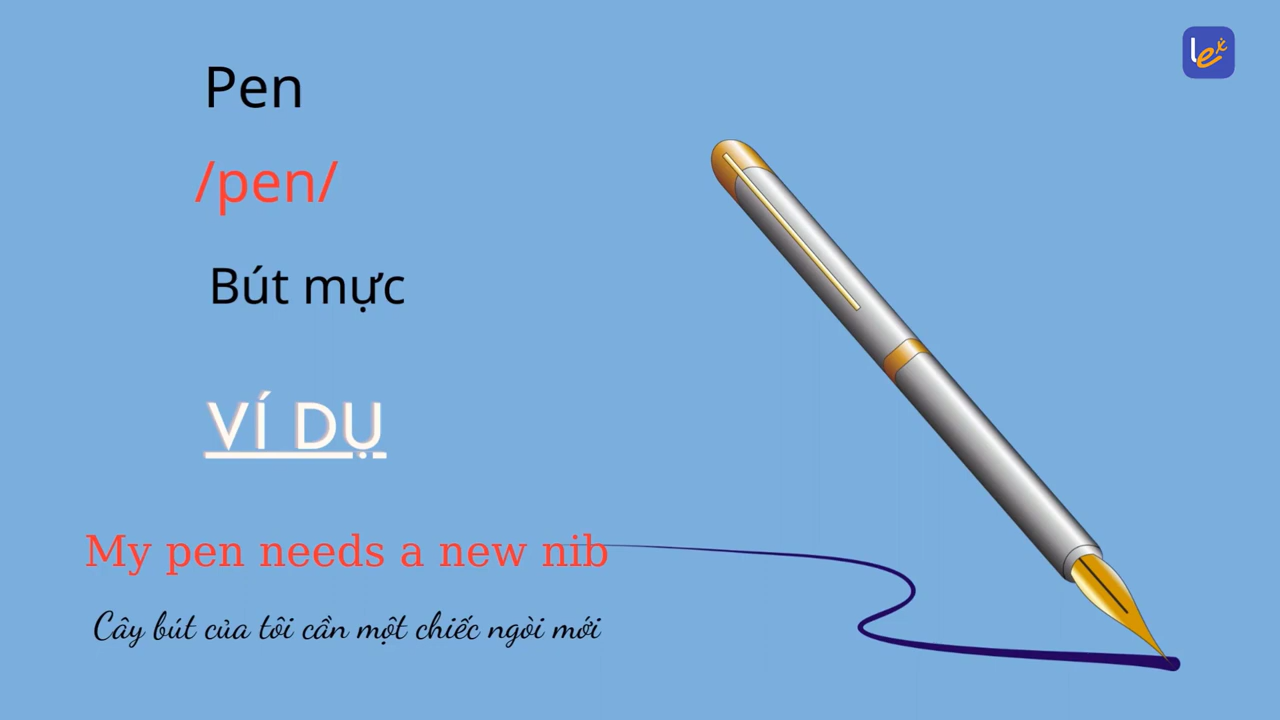 Pen
/pen/
Bút mực
VÍ DỤ
My pen needs a new nib
Cây bút của tôi cần một chiếc ngòi mới